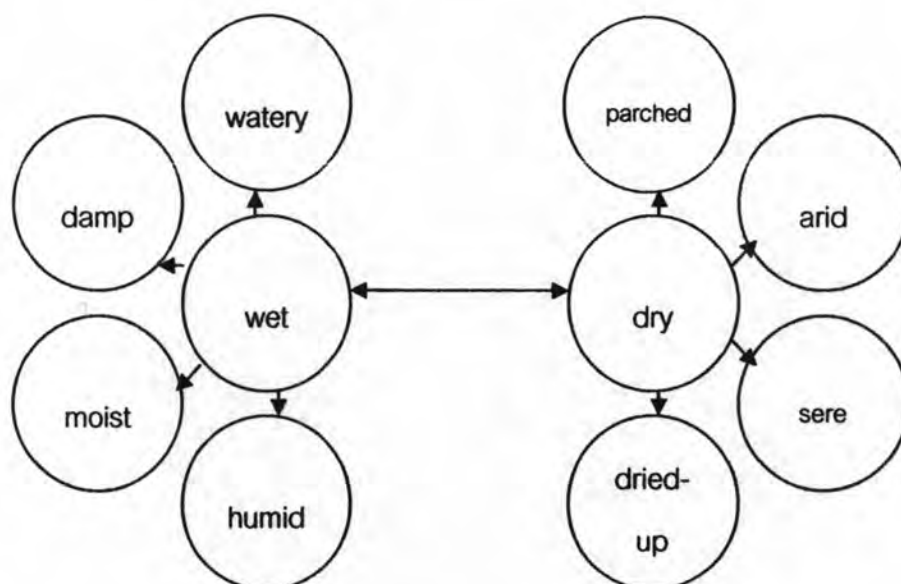 watery
parched
damp
arid
wet
dry
moist
sere
humid
dried-
up